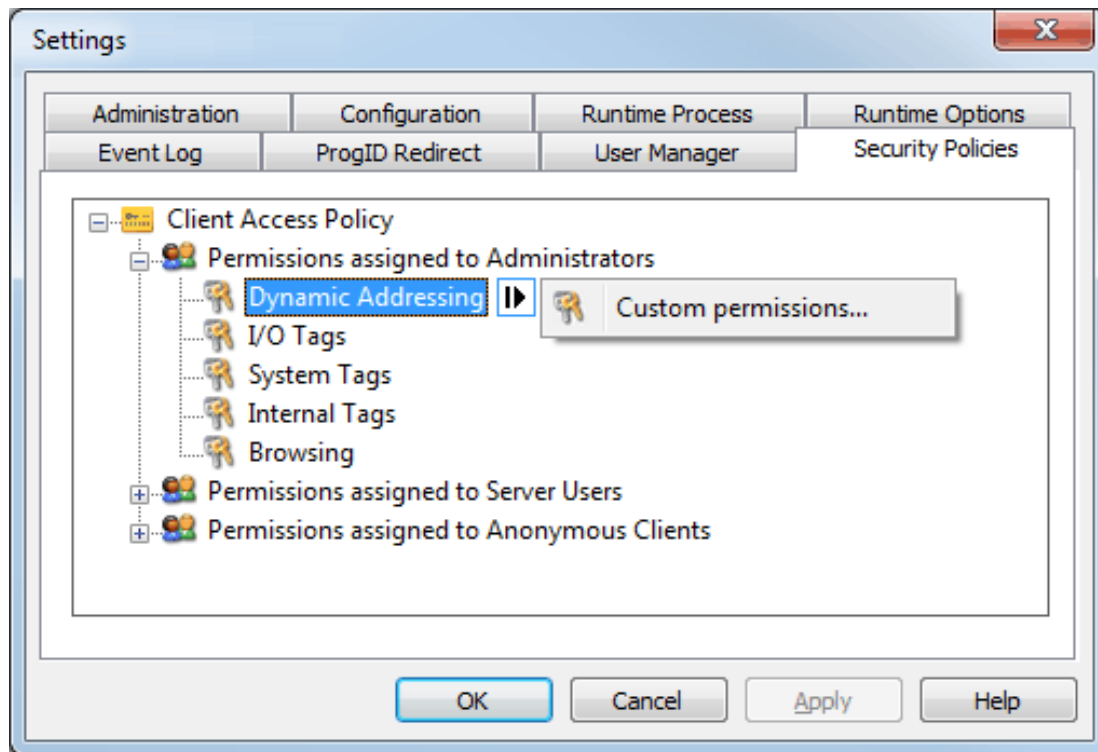 Settings
Administration Configuration Runtime Process Runtime Options
Event Log ProgID Redirect User Manager Security Policies
Client Access Policy
Permissions assigned to Administrators
Dynamic Addressing Custom permissions...
I/O Tags
System Tags
Internal Tags
Browsing
Permissions assigned to Server Users
Permissions assigned to Anonymous Clients
OK Cancel Apply Help